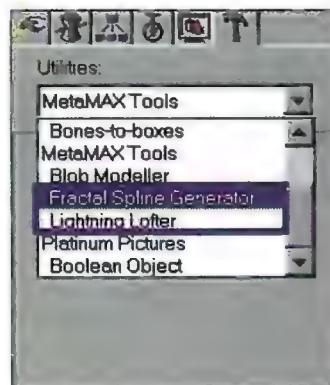 Utilities:
MetaMAX Tools
Bones-to-boxes
MetaMAX Tools
Blob Modeller
Fractal Spline Generator
Lightning Lofter
Platinum Pictures
Boolean Object